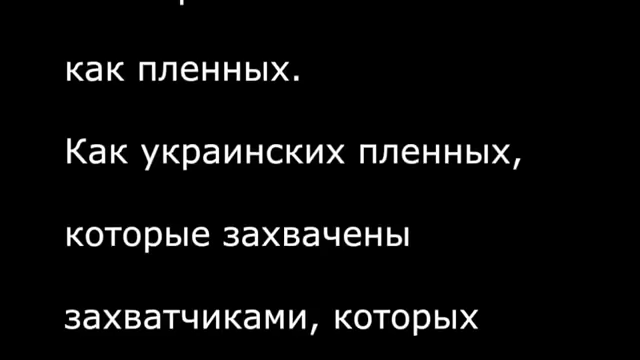 как пленных.
Как украинских пленных,
которые захвачены
захватчиками, которых